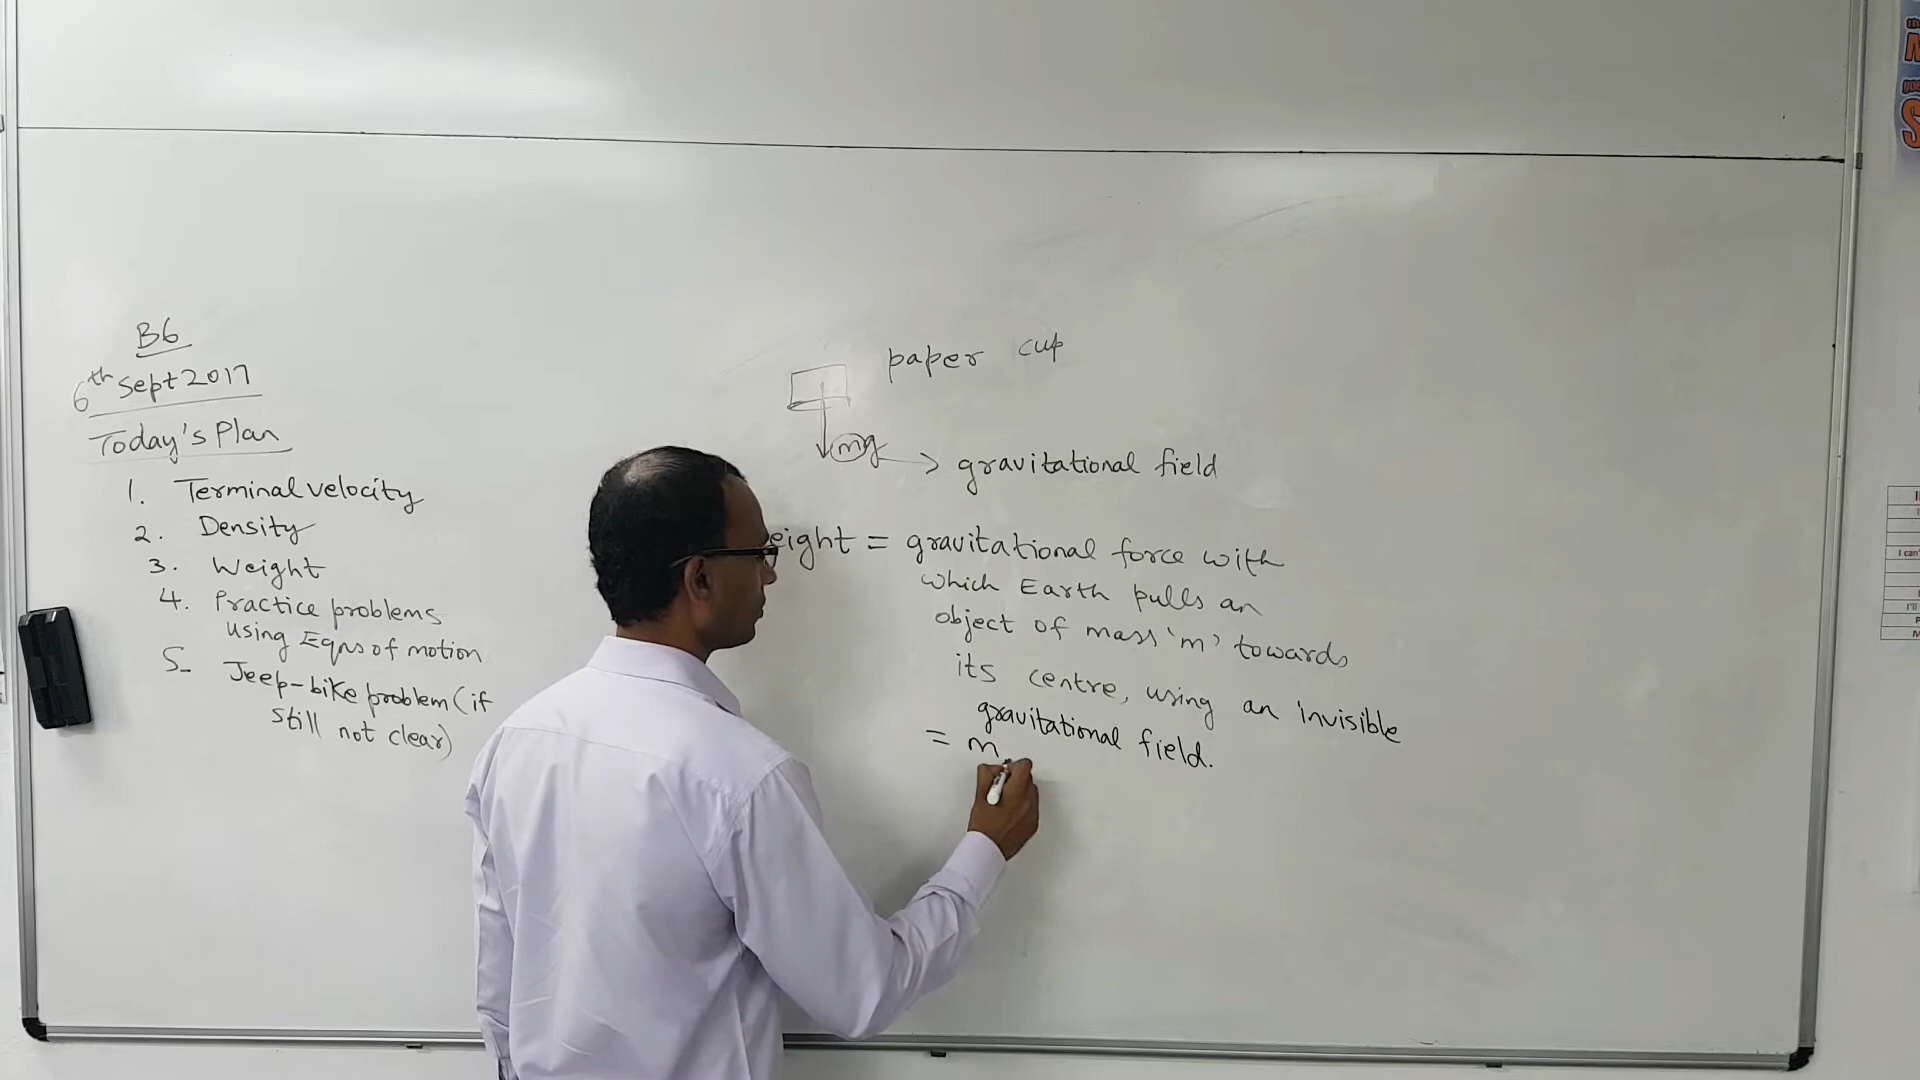 B6
6th Sept 2017
Today's Plan
1. Terminal velocity
2. Density
3. Weight
4. Practice problems
using Eqns of motion
5- Jeep-bike problem (if
still not clear)
paper cup
mg → gravitational field
eight = gravitational force with
which Earth pulls an
object of mass 'm' towards
its centre, using an invisible
gravitational field.
= m